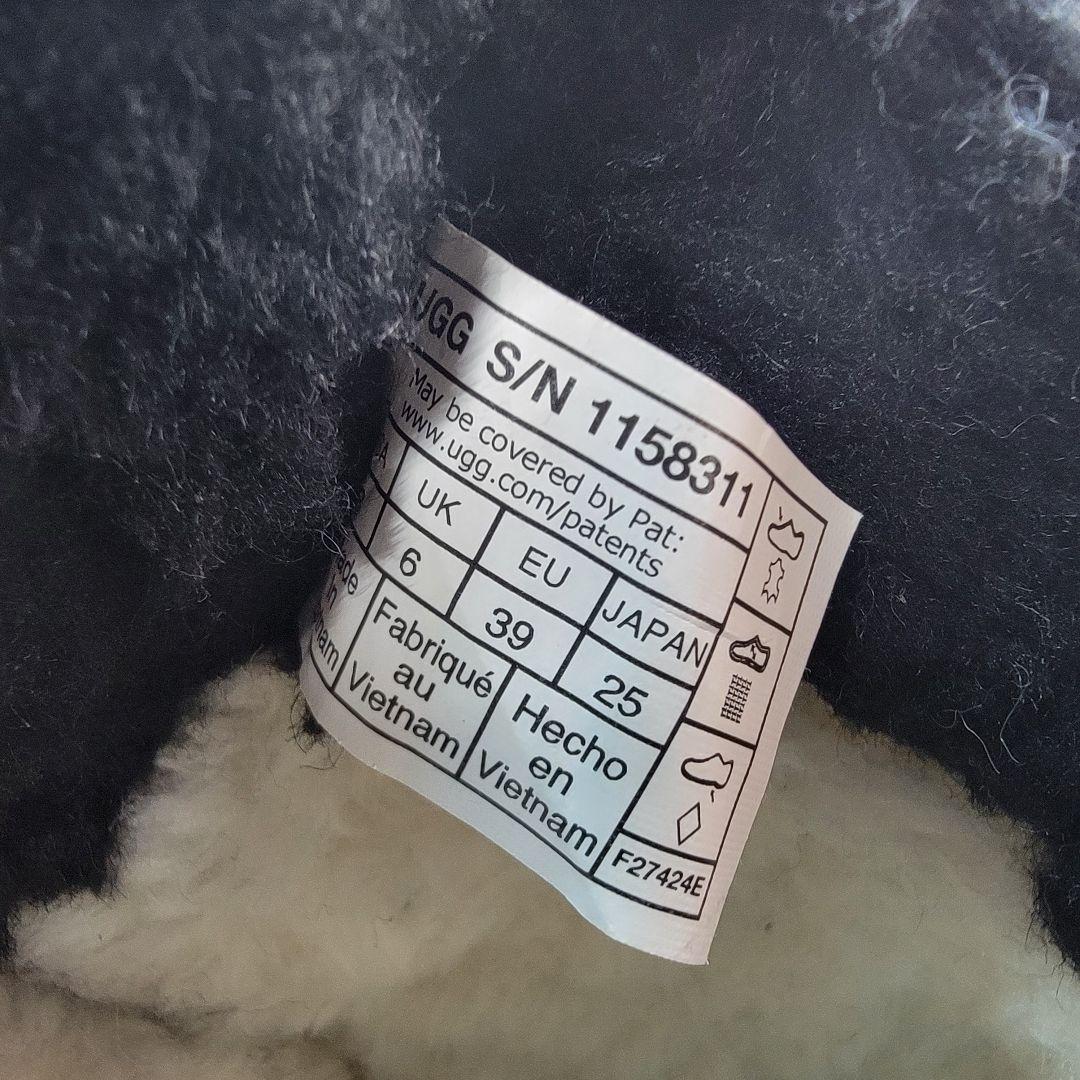 UGG S/N 1158311
May be covered by Pat:
www.ugg.com/patents
UK EU JAPAN
6 39 25
Fabriqué
au
Vietnam
Hecho
en
Vietnam
F27424E